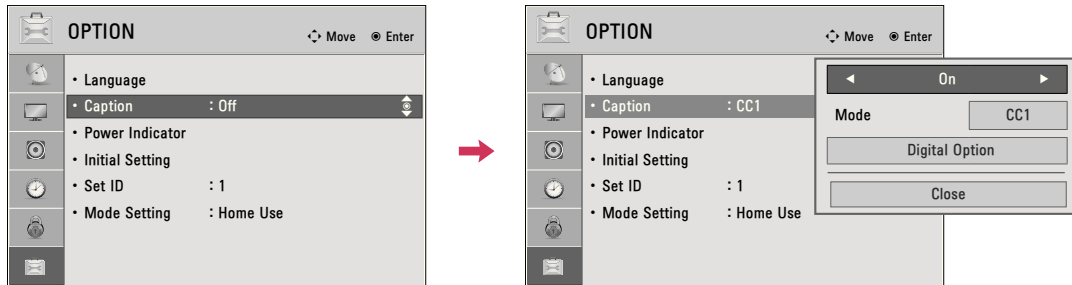 OPTION Move Enter
• Language
• Caption : Off
• Power Indicator
• Initial Setting
• Set ID : 1
• Mode Setting : Home Use
OPTION Move Enter
• Language
• Caption : CC1
• Power Indicator
• Initial Setting
• Set ID : 1
• Mode Setting : Home Use
◄ On ►
Mode CC1
Digital Option
Close